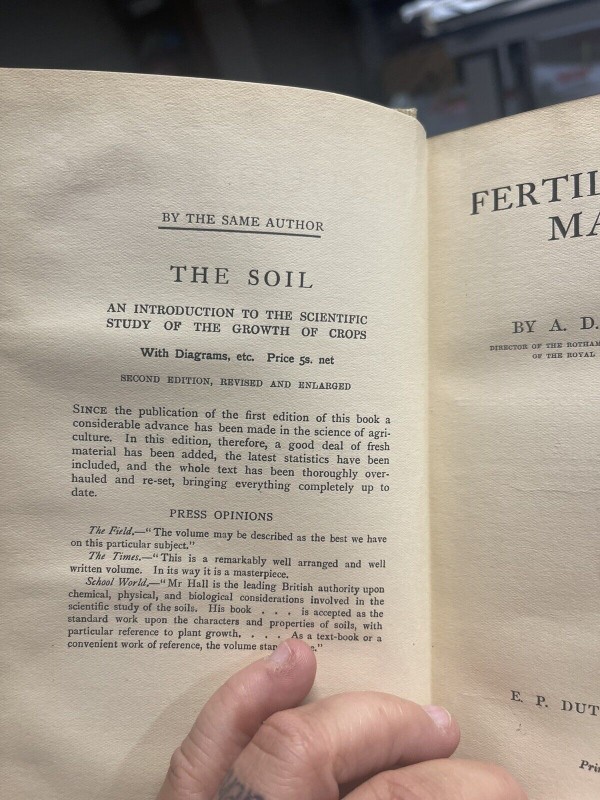 BY THE SAME AUTHOR
THE SOIL
AN INTRODUCTION TO THE SCIENTIFIC
STUDY OF THE GROWTH OF CROPS
With Diagrams, etc. Price 5s. net
SECOND EDITION, REVISED AND ENLARGED
SINCE the publication of the first edition of this book a
considerable advance has been made in the science of agri-
culture. In this edition, therefore, a good deal of fresh
material has been added, the latest statistics have been
included, and the whole text has been thoroughly over-
hauled and re-set, bringing everything completely up to
date.
PRESS OPINIONS
The Field.—"The volume may be described as the best we have
on this particular subject."
The Times.—"This is a remarkably well arranged and well
written volume. In its way it is a masterpiece.
School World.—"Mr Hall is the leading British authority upon
chemical, physical, and biological considerations involved in the
scientific study of the soils. His book . . . is accepted as the
standard work upon the characters and properties of soils, with
particular reference to plant growth. . . . As a text-book or a
convenient work of reference, the volume
FERTIL
MA
BY A. D.
DIRECTOR OF THE ROTHAM
OF THE ROYAL
E. P. DUT
Prin